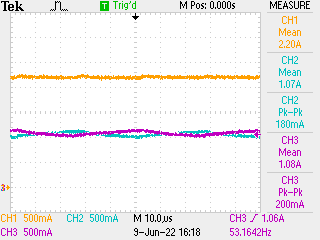 Tek Trig'd M Pos: 0.000s MEASURE
CH1
Mean
2.20A
CH2
Mean
1.07A
CH2
Pk-Pk
180mA
CH3
Mean
1.08A
CH3
Pk-Pk
200mA
3
CH1 500mA CH2 500mA M 10.0µs CH3 1.06A
CH3 500mA 9-Jun-22 16:18 53.1642Hz